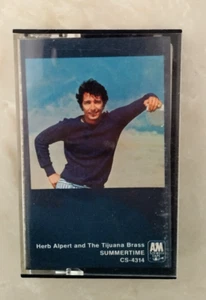 Herb Alpert and The Tijuana Brass
SUMMERTIME
CS-4314
A&M